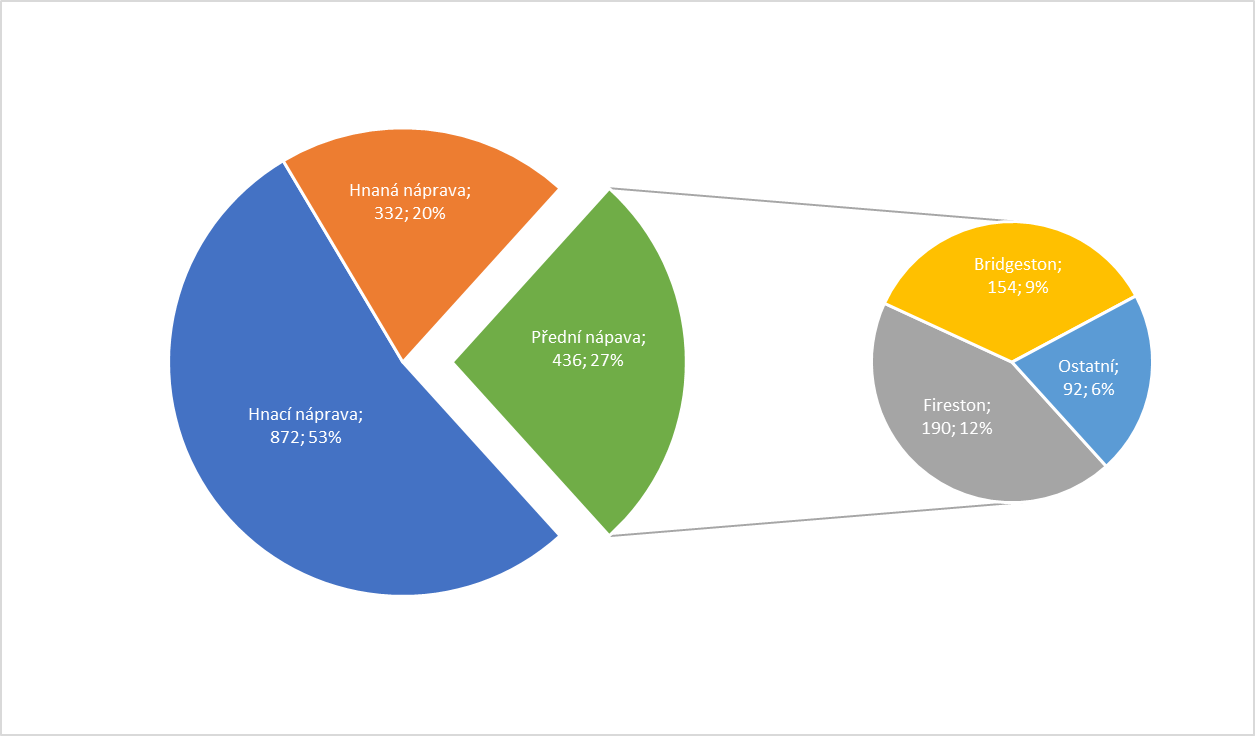 Hnaná náprava;
332; 20%
Přední nápava;
436; 27%
Hnací náprava;
872; 53%
Bridgeston;
154; 9%
Ostatní;
92; 6%
Fireston;
190; 12%